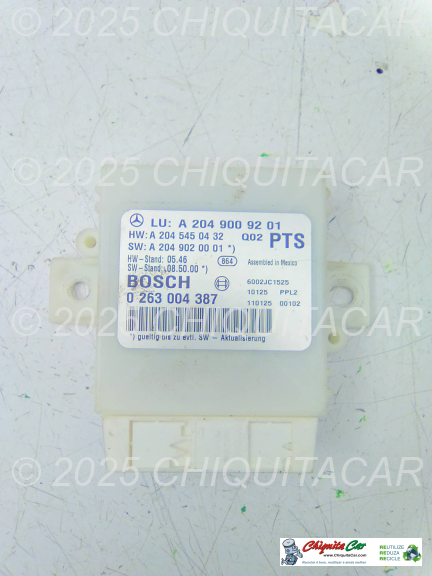 © 2025 CHIQUITACAR
LU: A 204 900 92 01
HW: A 204 545 04 32 Q02 PTS
SW: A 204 902 00 01 *)
HW-Stand: 05.46 864 Assembled in Mexico
SW-Stand: 08.50.00 *)
BOSCH 6002JC1525
10125 PPL2
0 263 004 387
110125 00102
*) gueltig bis zu evtl. SW - Aktualisierung
© 2025 CHIQUITACAR
© 2025 CHIQUITACAR
© 2025 CHIQUITACAR
Chiquita Car
WWW.CHIQUITACAR.COM
REUTILIZE
REDUZA
RECICLE